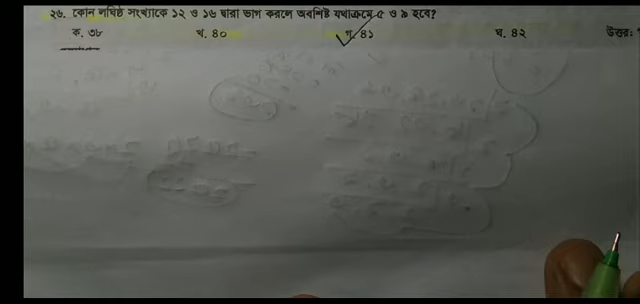 ২৬. কোন লঘিষ্ঠ সংখ্যাকে ১২ ও ১৬ দ্বারা ভাগ করলে অবশিষ্ট যথাক্রমে ৫ ও ৯ হবে?
ক. ৩৮ খ. ৪০ গ. ৪১ ঘ. ৪২ উত্তর: